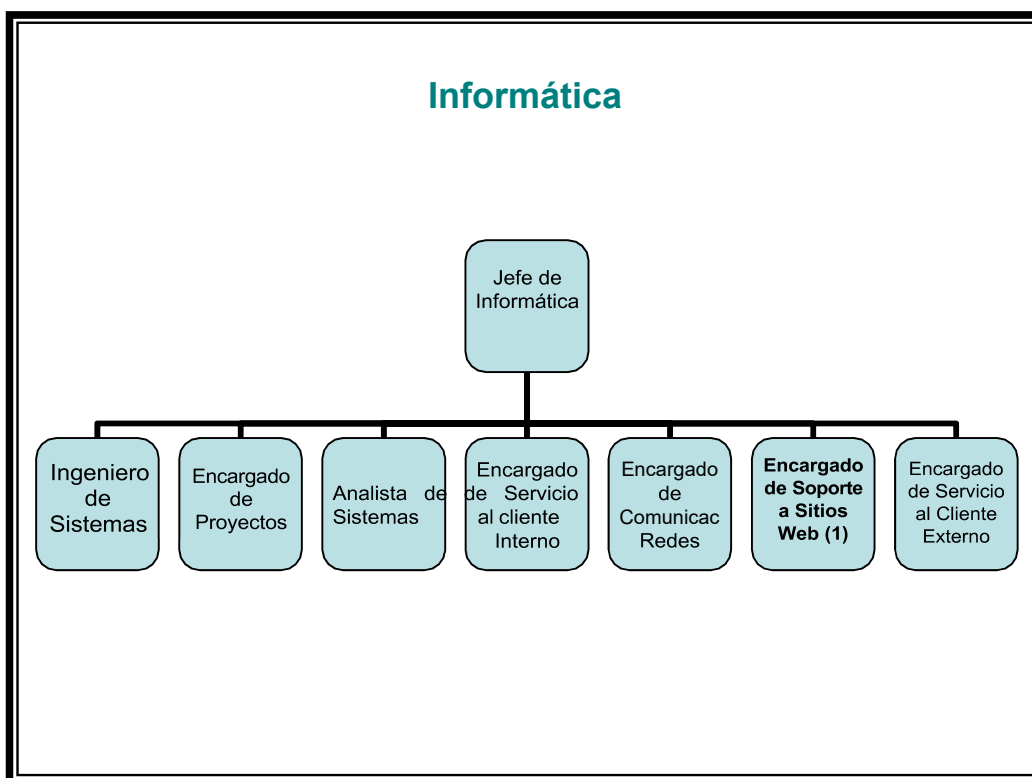 Informática
Jefe de
Informática
Ingeniero
de
Sistemas
Encargado
de
Proyectos
Analista de
Sistemas
Encargado
de Servicio
al cliente
Interno
Encargado
de
Comunicac
Redes
Encargado
de Soporte
a Sitios
Web (1)
Encargado
de Servicio
al Cliente
Externo